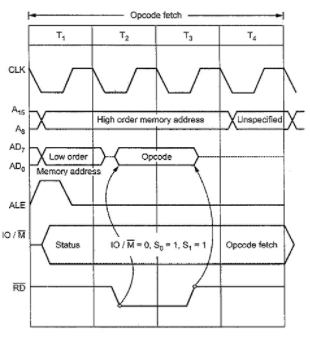 Opcode fetch
T1 T2 T3 T4
CLK
A15
A8
High order memory address
Unspecified
AD7
AD0
Low order
Memory address
Opcode
ALE
IO / M̅
Status
IO / M̅ = 0, S0 = 1, S1 = 1
Opcode fetch
R̅D̅